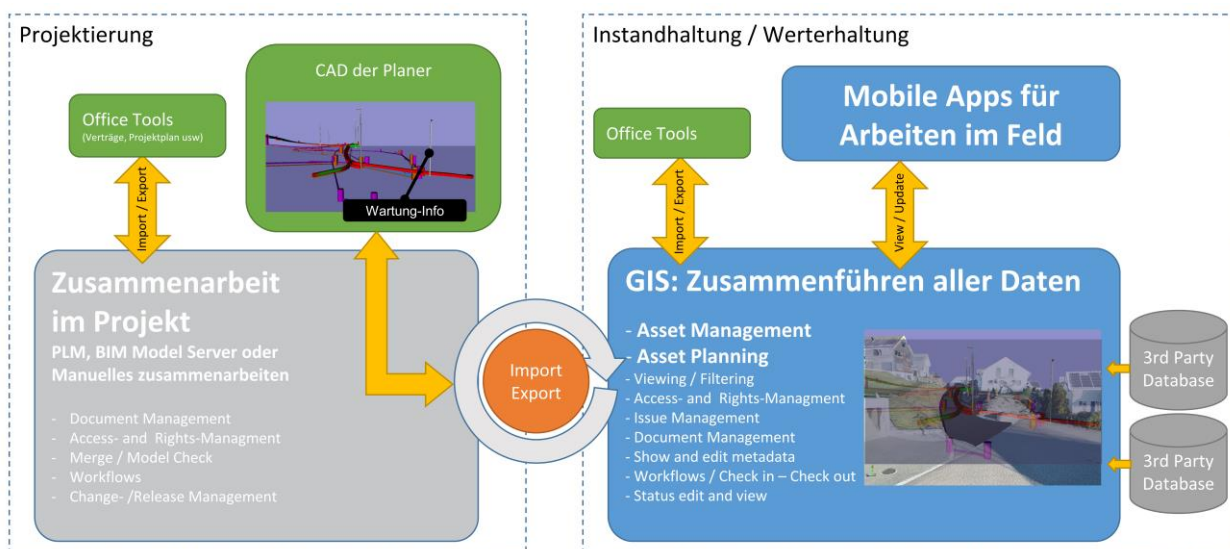 Projektierung
CAD der Planer
Office Tools
(Verträge, Projektplan usw)
Wartung-Info
Import / Export
Zusammenarbeit
im Projekt
PLM, BIM Model Server oder
Manuelles zusammenarbeiten
- Document Management
- Access- and Rights-Managment
- Merge / Model Check
- Workflows
- Change- /Release Management
Import
Export
Instandhaltung / Werterhaltung
Office Tools
Mobile Apps für
Arbeiten im Feld
Import / Export
View / Update
GIS: Zusammenführen aller Daten
- Asset Management
- Asset Planning
- Viewing / Filtering
- Access- and Rights-Managment
- Issue Management
- Document Management
- Show and edit metadata
- Workflows / Check in – Check out
- Status edit and view
3rd Party
Database
3rd Party
Database